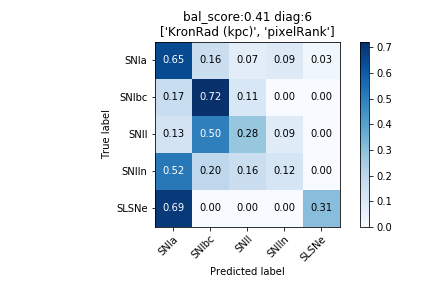 bal_score:0.41 diag:6
['KronRad (kpc)', 'pixelRank']
True label
SNIa 0.65 0.16 0.07 0.09 0.03
SNIbc 0.17 0.72 0.11 0.00 0.00
SNII 0.13 0.50 0.28 0.09 0.00
SNIIn 0.52 0.20 0.16 0.12 0.00
SLSNe 0.69 0.00 0.00 0.00 0.31
SNIa SNIbc SNII SNIIn SLSNe
Predicted label
0.7
0.6
0.5
0.4
0.3
0.2
0.1
0.0